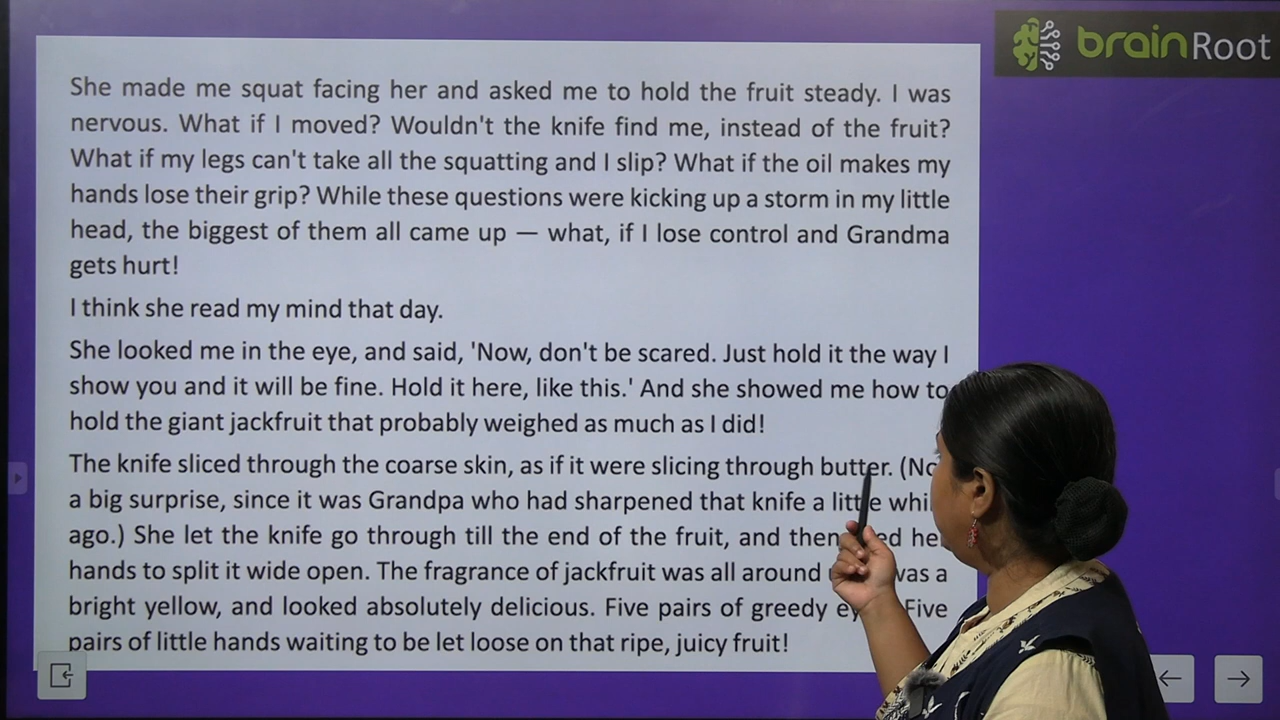 brainRoot
She made me squat facing her and asked me to hold the fruit steady. I was
nervous. What if I moved? Wouldn't the knife find me, instead of the fruit?
What if my legs can't take all the squatting and I slip? What if the oil makes my
hands lose their grip? While these questions were kicking up a storm in my little
head, the biggest of them all came up — what, if I lose control and Grandma
gets hurt!
I think she read my mind that day.
She looked me in the eye, and said, 'Now, don't be scared. Just hold it the way I
show you and it will be fine. Hold it here, like this.' And she showed me how to
hold the giant jackfruit that probably weighed as much as I did!
The knife sliced through the coarse skin, as if it were slicing through butter.
a big surprise, since it was Grandpa who had sharpened that knife a little
ago.) She let the knife go through till the end of the fruit, and then
hands to split it wide open. The fragrance of jackfruit was all around was a
bright yellow, and looked absolutely delicious. Five pairs of greedy Five
pairs of little hands waiting to be let loose on that ripe, juicy fruit!